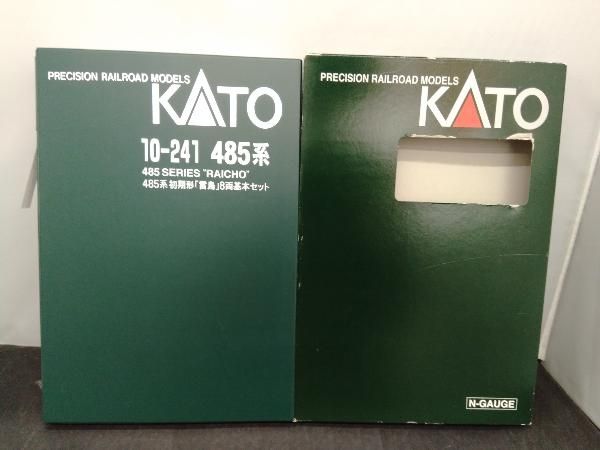 PRECISION RAILROAD MODELS
KATO
10-241 485系
485 SERIES "RAICHO"
485系 初期形「雷鳥」8両基本セット
PRECISION RAILROAD MODELS
KATO
N-GAUGE